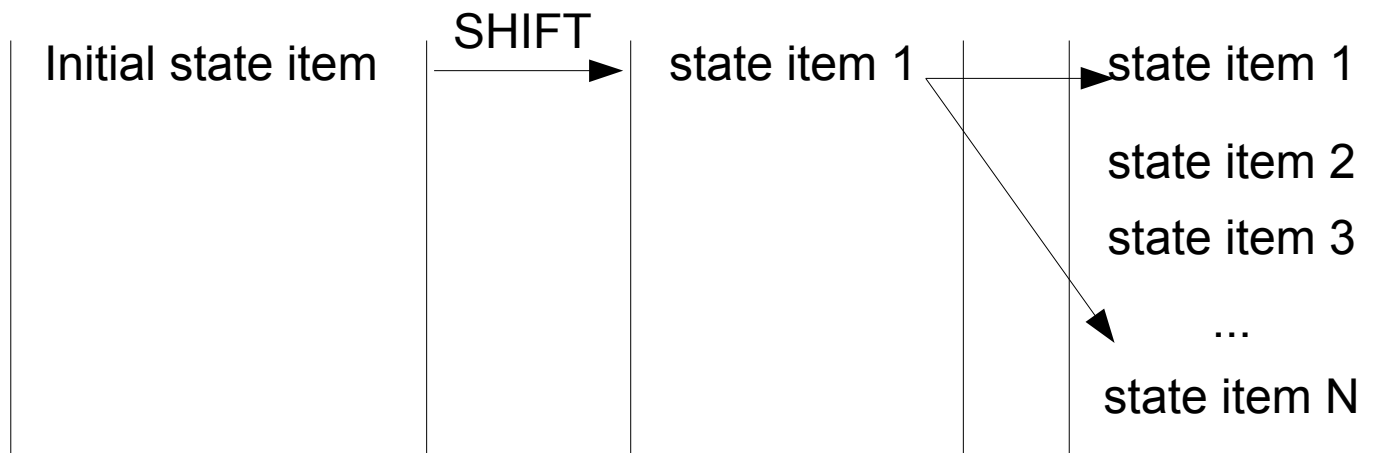 SHIFT
Initial state item
state item 1
state item 1
state item 2
state item 3
...
state item N